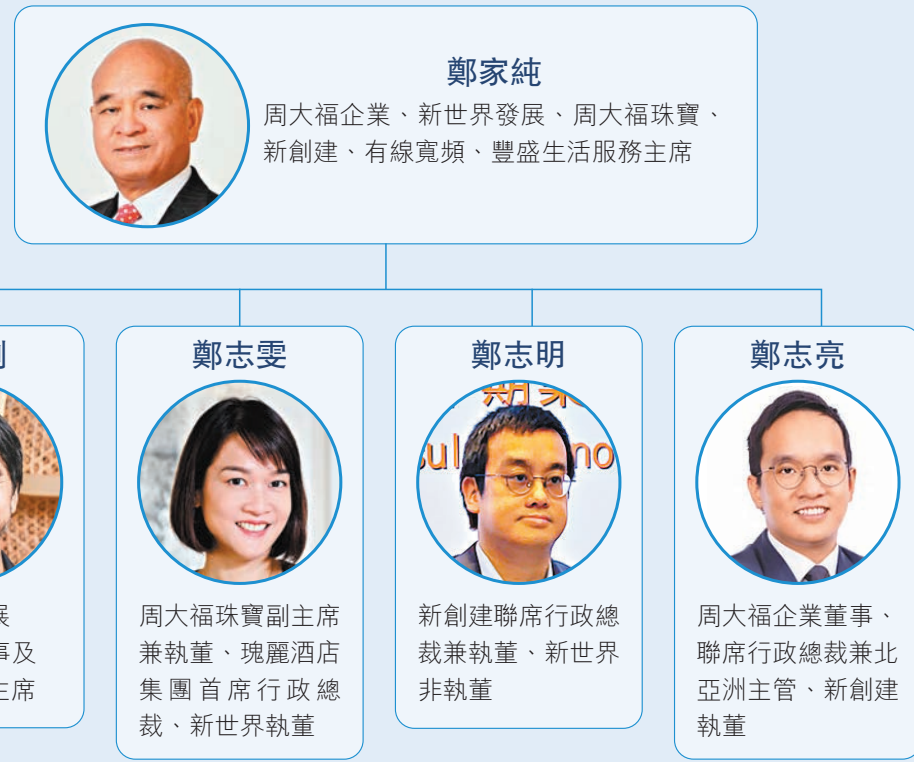 鄭家純
周大福企業、新世界發展、周大福珠寶、
新創建、有線寬頻、豐盛生活服務主席
鄭志雯
周大福珠寶副主席
兼執董、瑰麗酒店
集團首席行政總
裁、新世界執董
鄭志明
新創建聯席行政總
裁兼執董、新世界
非執董
鄭志亮
周大福企業董事、
聯席行政總裁兼北
亞洲主管、新創建
執董
事及
主席